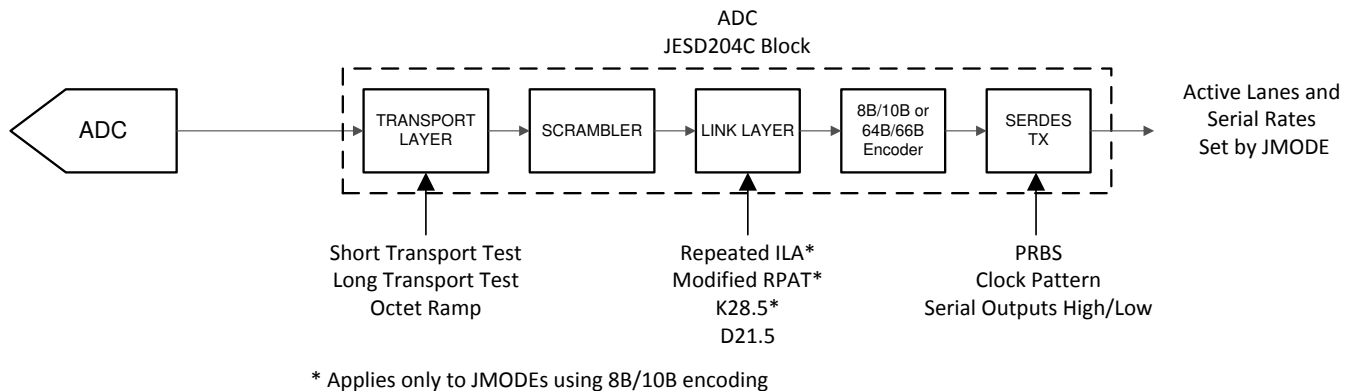 ADC
JESD204C Block
ADC
TRANSPORT
LAYER
SCRAMBLER
LINK LAYER
8B/10B or
64B/66B
Encoder
SERDES
TX
Active Lanes and
Serial Rates
Set by JMODE
Short Transport Test
Long Transport Test
Octet Ramp
Repeated ILA*
Modified RPAT*
K28.5*
D21.5
PRBS
Clock Pattern
Serial Outputs High/Low
* Applies only to JMODEs using 8B/10B encoding